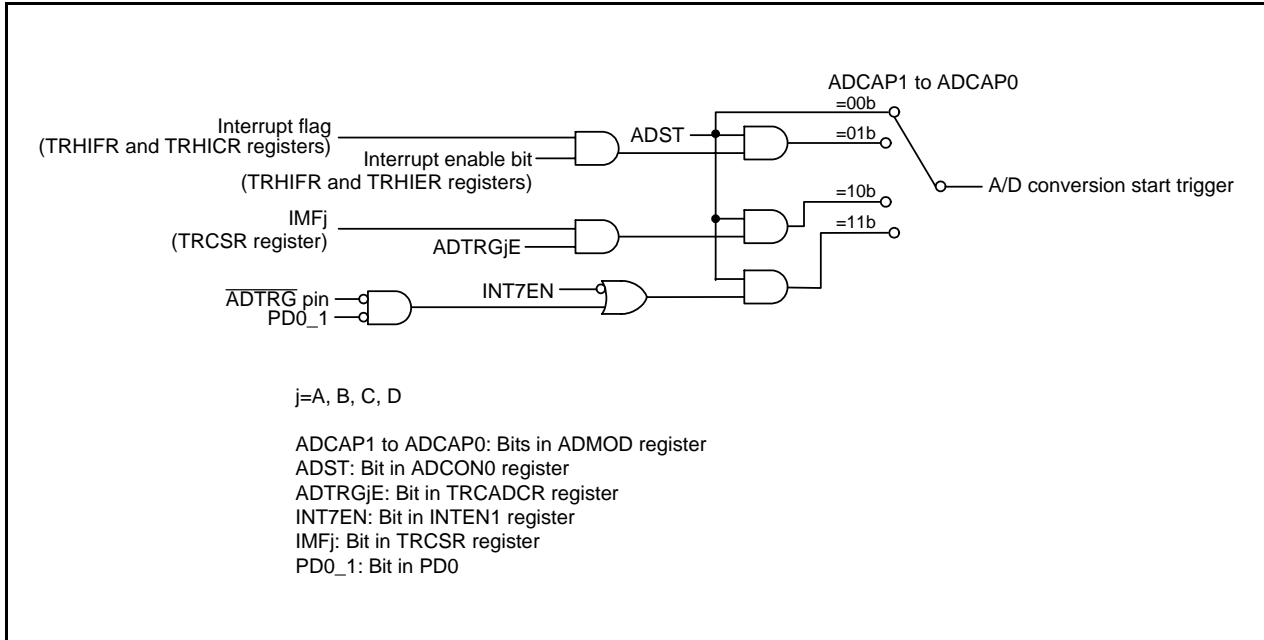 ADCAP1 to ADCAP0
=00b
Interrupt flag
(TRHIFR and TRHICR registers)
ADST
=01b
Interrupt enable bit
(TRHIFR and TRHIER registers)
A/D conversion start trigger
=10b
IMFj
(TRCSR register)
=11b
ADTRGjE
ADTRG pin
INT7EN
PD0_1
j=A, B, C, D
ADCAP1 to ADCAP0: Bits in ADMOD register
ADST: Bit in ADCON0 register
ADTRGjE: Bit in TRCADCR register
INT7EN: Bit in INTEN1 register
IMFj: Bit in TRCSR register
PD0_1: Bit in PD0